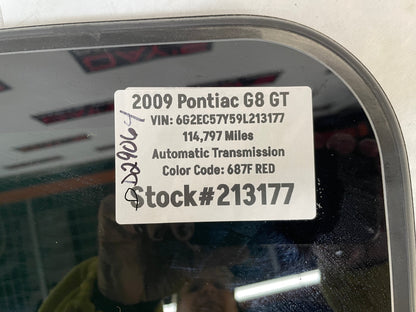 2009 Pontiac G8 GT
VIN: 6G2EC57Y59L213177
114,797 Miles
Automatic Transmission
Color Code: 687F RED
Stock#213177